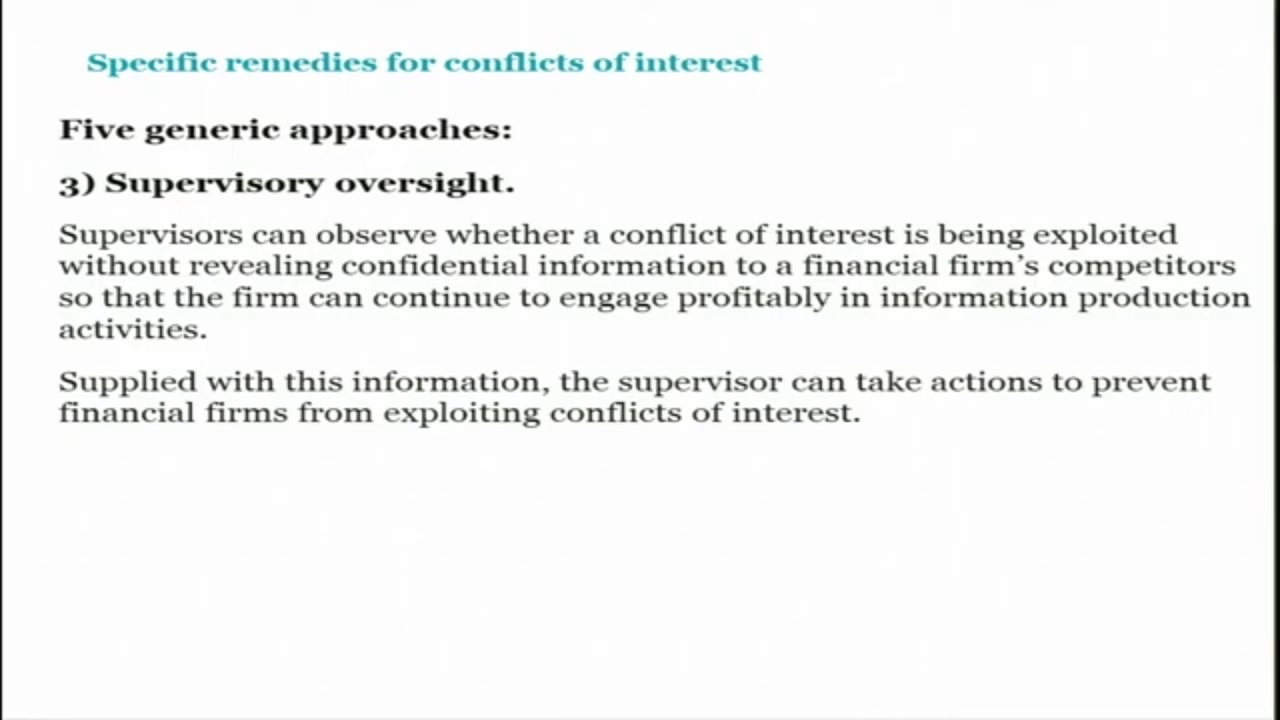 Specific remedies for conflicts of interest
Five generic approaches:
3) Supervisory oversight.
Supervisors can observe whether a conflict of interest is being exploited
without revealing confidential information to a financial firm’s competitors
so that the firm can continue to engage profitably in information production
activities.
Supplied with this information, the supervisor can take actions to prevent
financial firms from exploiting conflicts of interest.